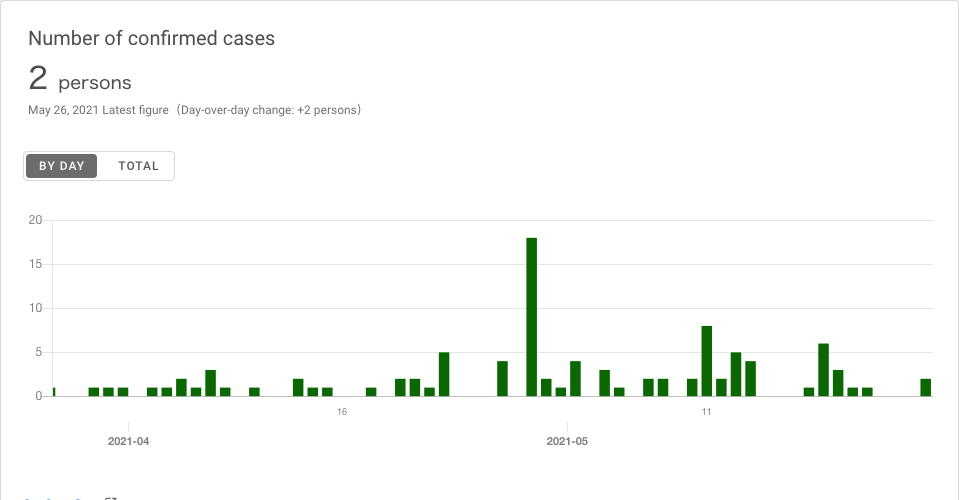 Number of confirmed cases
2 persons
May 26, 2021 Latest figure（Day-over-day change: +2 persons）
BY DAY TOTAL
20
15
10
5
0
16 11
2021-04 2021-05